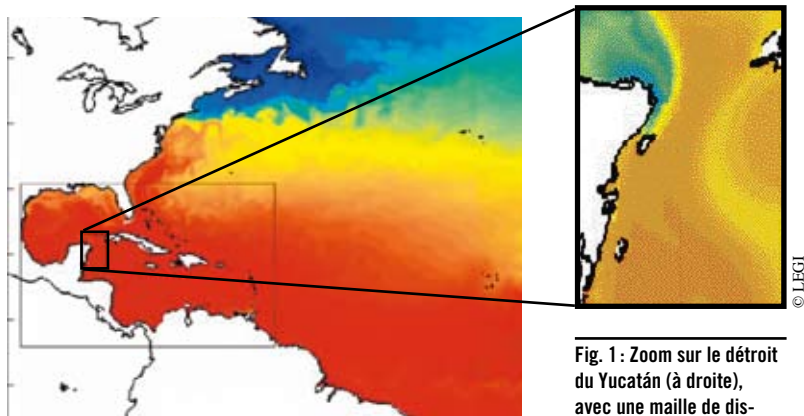 © LEGI
Fig. 1 : Zoom sur le détroit
du Yucatán (à droite),
avec une maille de dis-